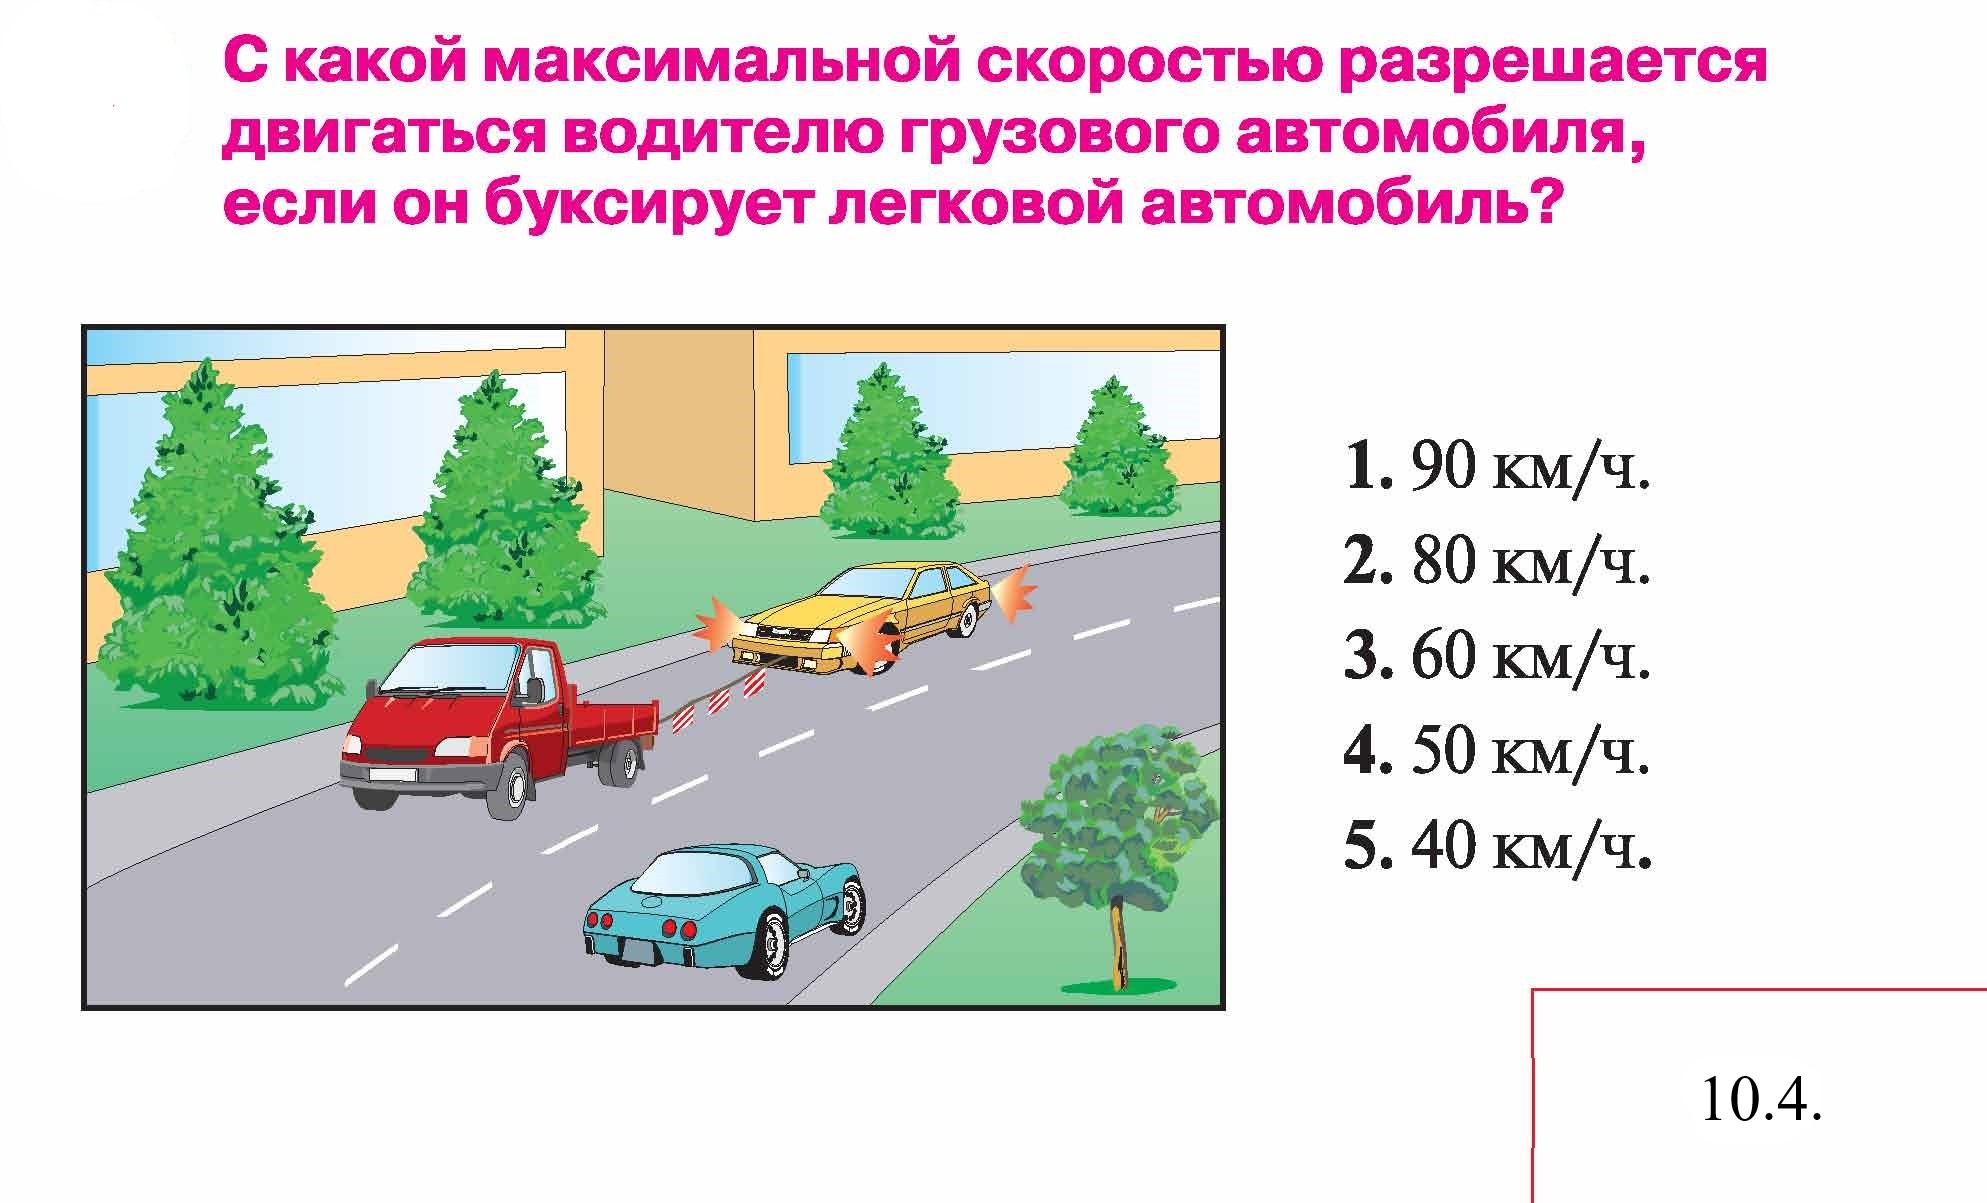 С какой максимальной скоростью разрешается
двигаться водителю грузового автомобиля,
если он буксирует легковой автомобиль?
1. 90 км/ч.
2. 80 км/ч.
3. 60 км/ч.
4. 50 км/ч.
5. 40 км/ч.
10.4.